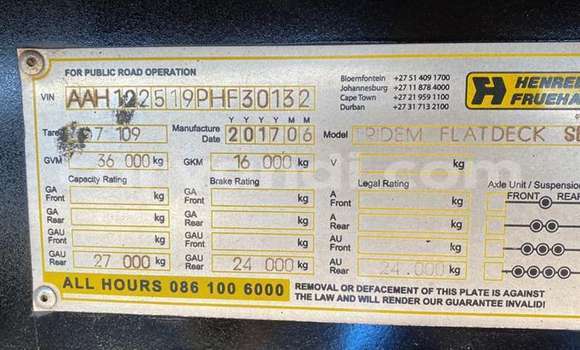 FOR PUBLIC ROAD OPERATION
Bloemfontein +27 51 409 1700
Johannesburg +27 11 878 4000
Cape Town +27 21 959 1100
Durban +27 31 713 2100
HENRED
FRUEHA
VIN AAH122519PHF30132
Y Y Y Y M M
Tare 07 109 Manufacture Date 201706 Model TRIDEM FLATDECK S
GVM 36 000 kg GKM 16 000 kg V kg
Capacity Rating Brake Rating Legal Rating Axle Unit / Suspension
FRONT REAR
GA Front kg GA Front kg A Front kg
GA Rear kg GA Rear kg A Rear kg
GAU Front kg GAU Front kg AU Front kg
GAU Rear 27 000 kg GAU Rear 24 000 kg AU Rear 24.000 kg
ALL HOURS 086 100 6000
REMOVAL OR DEFACEMENT OF THIS PLATE IS AGAINST
THE LAW AND WILL RENDER OUR GUARANTEE INVALID!